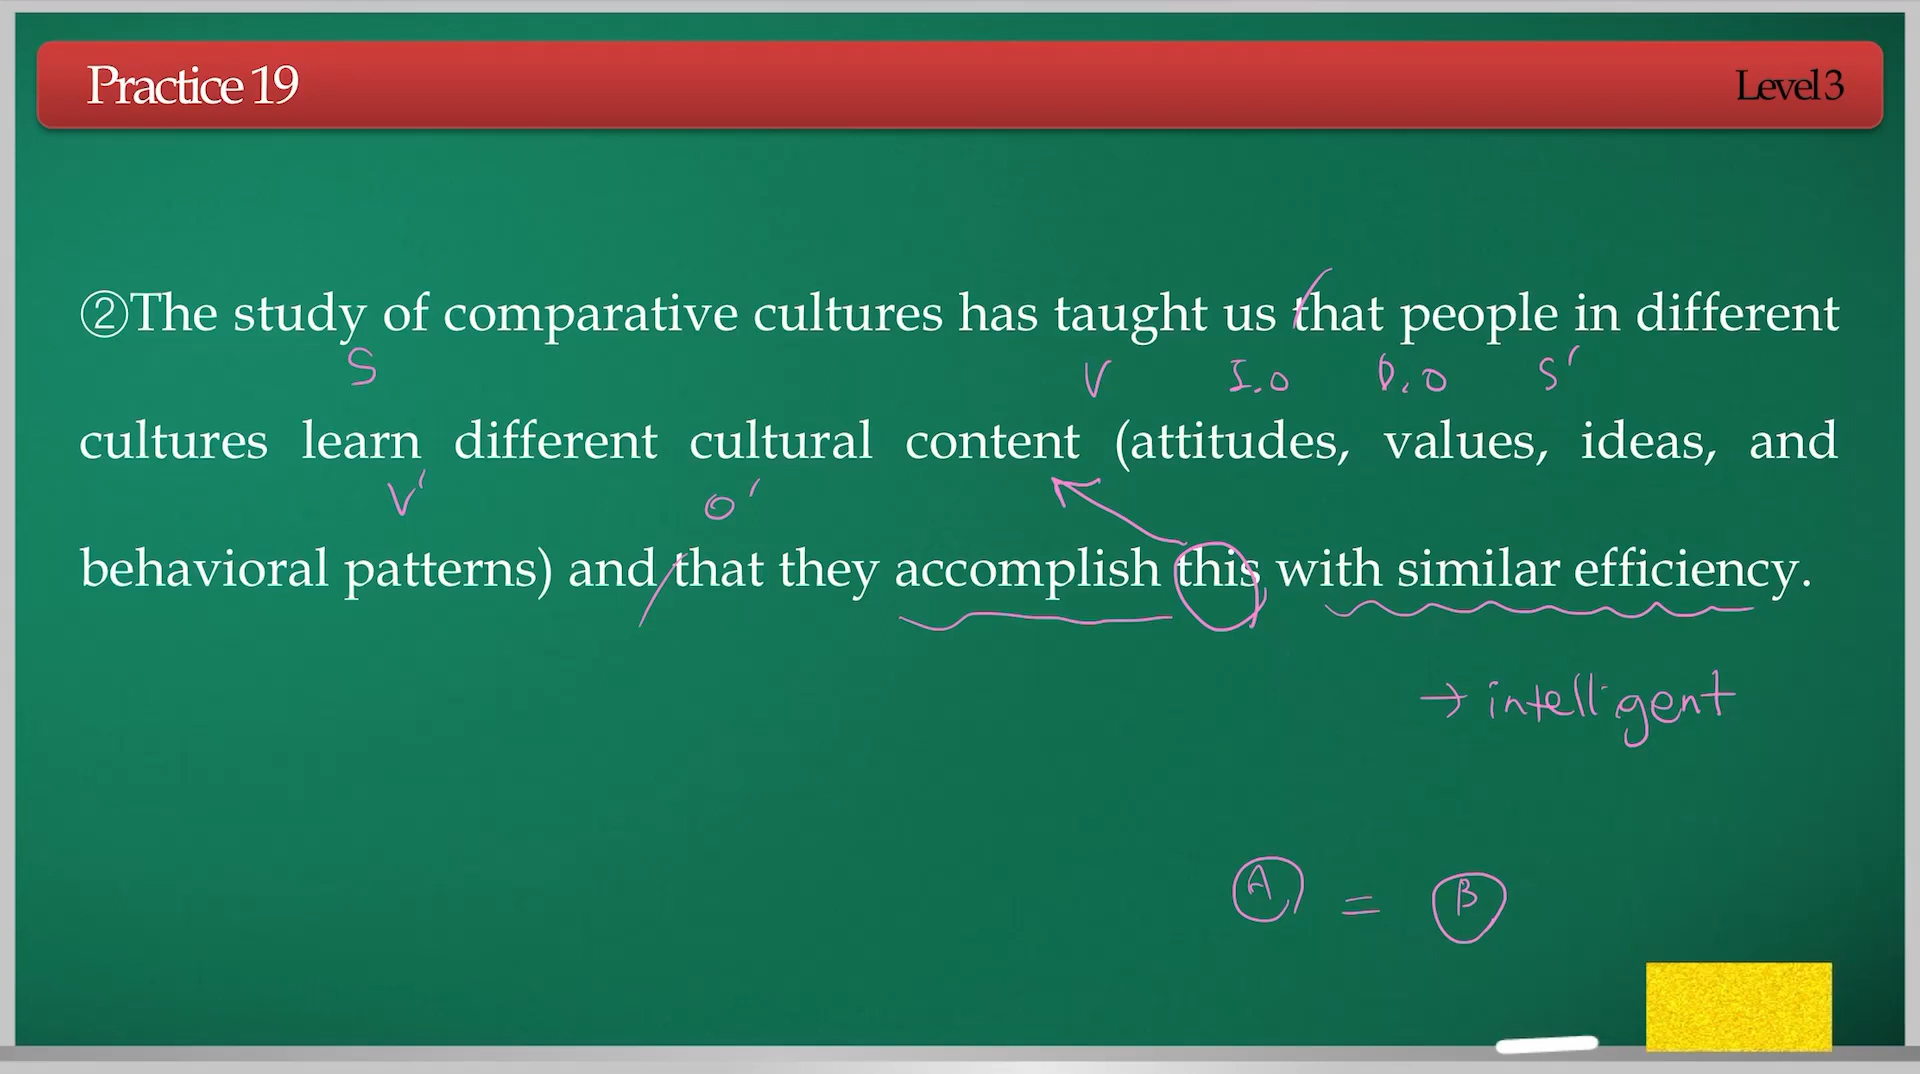 Practice 19
Level 3
②The study of comparative cultures has taught us that people in different
S V I.O D.O S'
cultures learn different cultural content (attitudes, values, ideas, and
V' O'
behavioral patterns) and that they accomplish this with similar efficiency.
→ intelligent
Ⓐ = Ⓑ